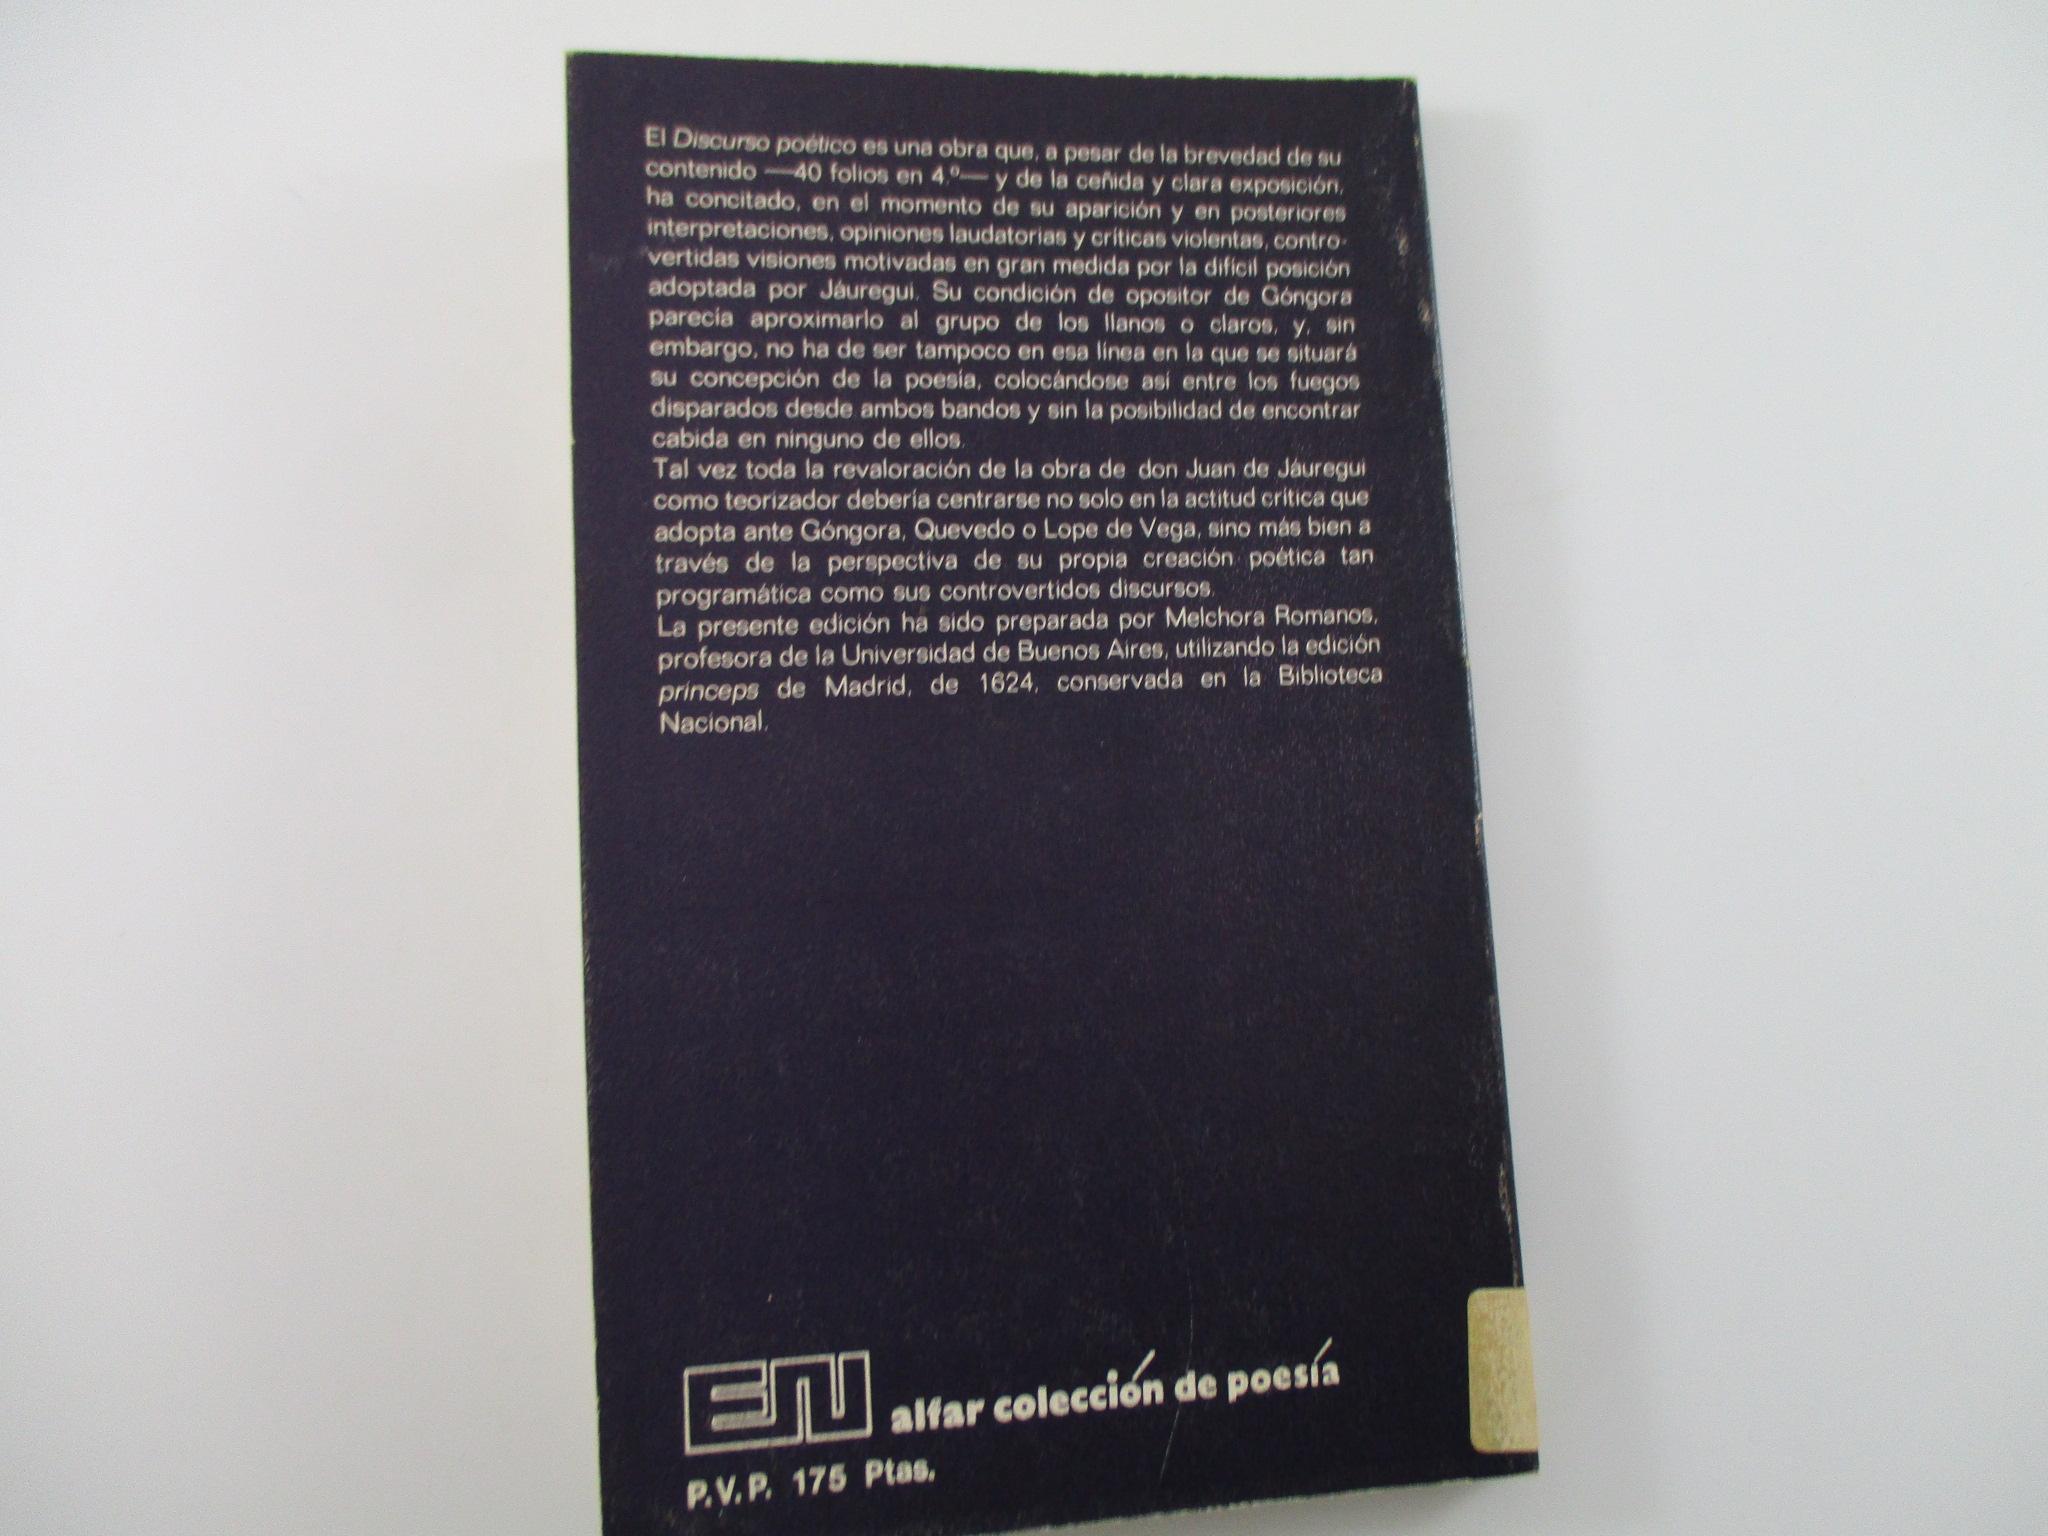 El Discurso poético es una obra que, a pesar de la brevedad de su
contenido —40 folios en 4.º— y de la ceñida y clara exposición,
ha concitado, en el momento de su aparición y en posteriores
interpretaciones, opiniones laudatorias y críticas violentas, contro-
vertidas visiones motivadas en gran medida por la difícil posición
adoptada por Jáuregui. Su condición de opositor de Góngora
parecía aproximarlo al grupo de los llanos o claros, y, sin
embargo, no ha de ser tampoco en esa línea en la que se situará
su concepción de la poesía, colocándose así entre los fuegos
disparados desde ambos bandos y sin la posibilidad de encontrar
cabida en ninguno de ellos.
Tal vez toda la revaloración de la obra de don Juan de Jáuregui
como teorizador debería centrarse no solo en la actitud crítica que
adopta ante Góngora, Quevedo o Lope de Vega, sino más bien a
través de la perspectiva de su propia creación poética tan
programática como sus controvertidos discursos.
La presente edición ha sido preparada por Melchora Romanos,
profesora de la Universidad de Buenos Aires, utilizando la edición
prínceps de Madrid, de 1624, conservada en la Biblioteca
Nacional.
EN alfar colección de poesía
P.V.P. 175 Ptas.